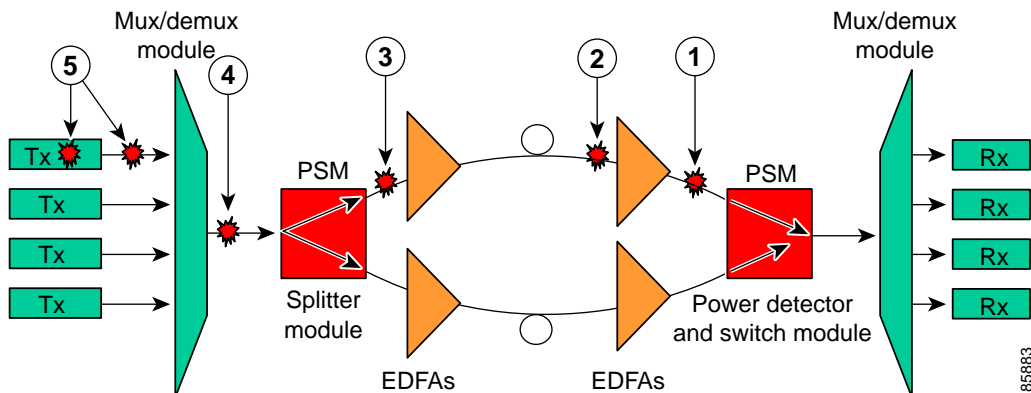 Mux/demux
module
Mux/demux
module
5
4
3
2
1
Tx
Tx
Tx
Tx
PSM
PSM
Rx
Rx
Rx
Rx
Splitter
module
Power detector
and switch module
EDFAs
EDFAs
85883